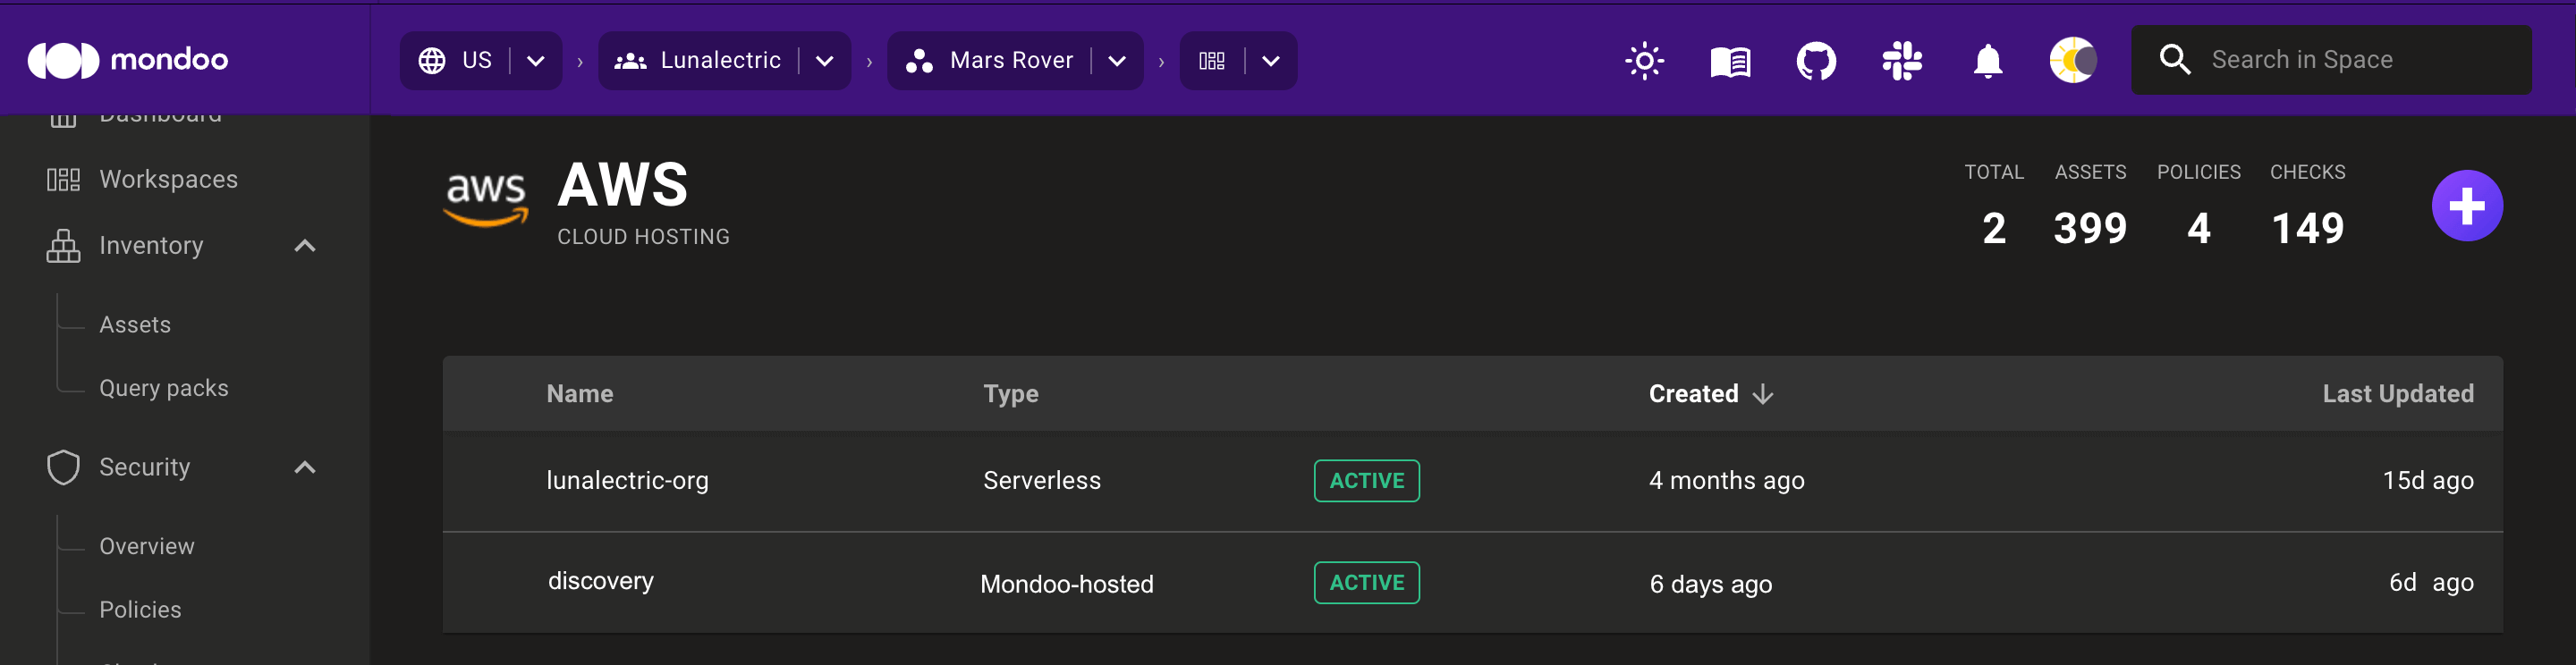 mondoo
US
Lunalectric
Mars Rover
Search in Space
Dashboard
Workspaces
Inventory
Assets
Query packs
Security
Overview
Policies
aws
AWS
CLOUD HOSTING
TOTAL ASSETS POLICIES CHECKS
2 399 4 149
Name Type Created Last Updated
lunalectric-org Serverless ACTIVE 4 months ago 15d ago
discovery Mondoo-hosted ACTIVE 6 days ago 6d ago